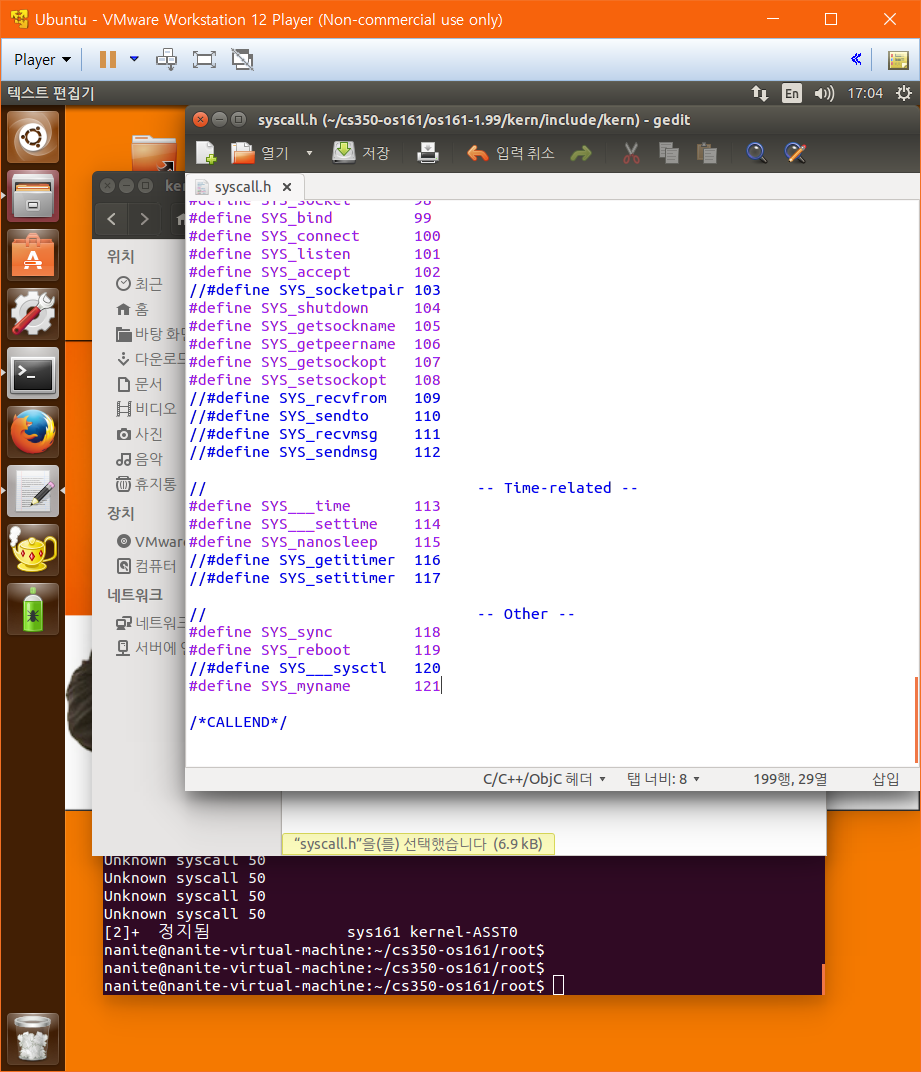 Ubuntu - VMware Workstation 12 Player (Non-commercial use only)
Player
텍스트 편집기
En
17:04
syscall.h (~/cs350-os161/os161-1.99/kern/include/kern) - gedit
열기
저장
입력 취소
ker
syscall.h
위치
최근
홈
바탕 화면
다운로드
문서
비디오
사진
음악
휴지통
장치
VMware
컴퓨터
네트워크
네트워크
서버에 연
#define SYS_socket 98
#define SYS_bind 99
#define SYS_connect 100
#define SYS_listen 101
#define SYS_accept 102
//#define SYS_socketpair 103
#define SYS_shutdown 104
#define SYS_getsockname 105
#define SYS_getpeername 106
#define SYS_getsockopt 107
#define SYS_setsockopt 108
//#define SYS_recvfrom 109
//#define SYS_sendto 110
//#define SYS_recvmsg 111
//#define SYS_sendmsg 112
// -- Time-related --
#define SYS___time 113
#define SYS___settime 114
#define SYS_nanosleep 115
//#define SYS_getitimer 116
//#define SYS_setitimer 117
// -- Other --
#define SYS_sync 118
#define SYS_reboot 119
//#define SYS___sysctl 120
#define SYS_myname 121
/*CALLEND*/
C/C++/ObjC 헤더
탭 너비: 8
199행, 29열
삽입
“syscall.h”을(를) 선택했습니다 (6.9 kB)
Unknown syscall 50
Unknown syscall 50
Unknown syscall 50
Unknown syscall 50
[2]+ 정지됨 sys161 kernel-ASST0
nanite@nanite-virtual-machine:~/cs350-os161/root$
nanite@nanite-virtual-machine:~/cs350-os161/root$
nanite@nanite-virtual-machine:~/cs350-os161/root$